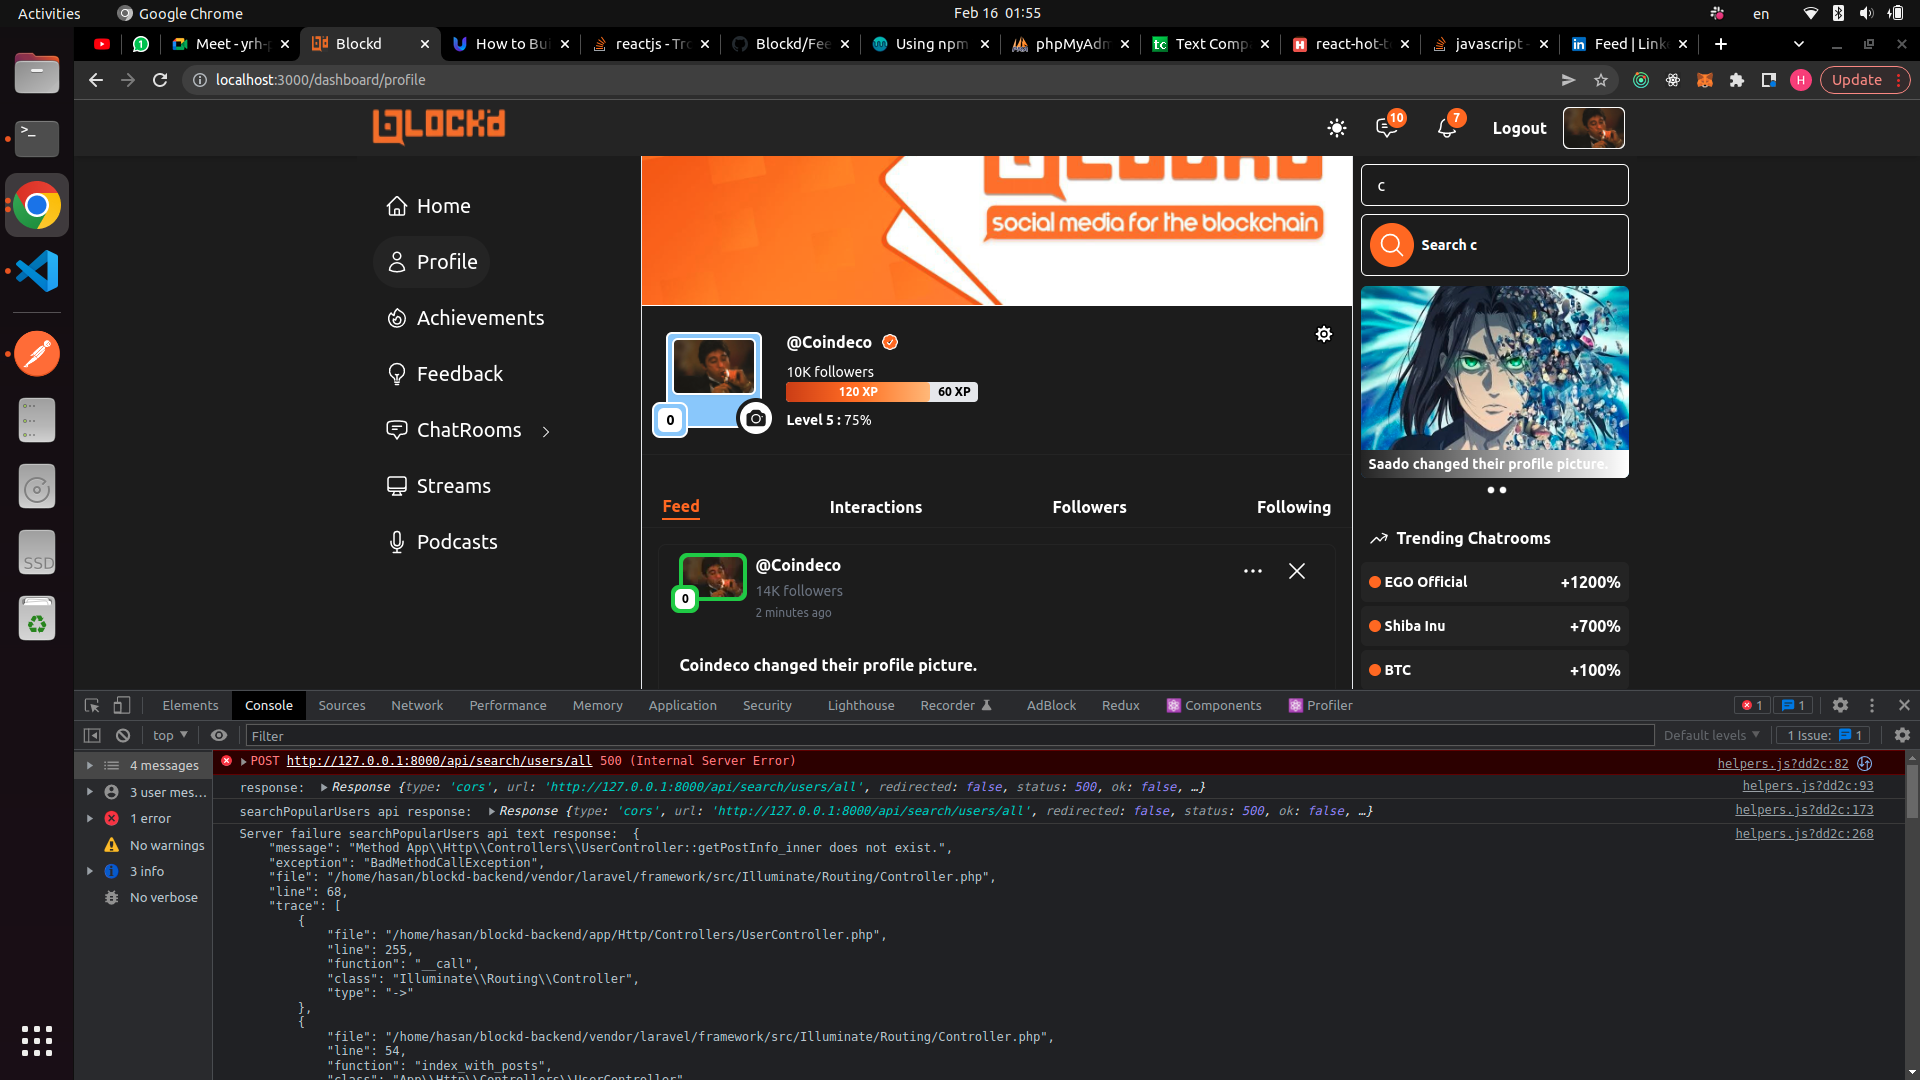 Activities
Google Chrome
Feb 16 01:55
en
Meet - yrh-p
Blockd
How to Bui
reactjs - Tro
Blockd/Fee
Using npm
phpMyAdm
Text Compa
react-hot-to
javascript -
Feed | Linke
localhost:3000/dashboard/profile
H
Update
BLOCK'D
10
7
Logout
Home
Profile
Achievements
Feedback
ChatRooms
Streams
Podcasts
social media for the blockchain
@Coindeco
10K followers
120 XP
60 XP
Level 5 : 75%
0
Feed
Interactions
Followers
Following
@Coindeco
14K followers
2 minutes ago
0
Coindeco changed their profile picture.
c
Search c
Saado changed their profile picture.
Trending Chatrooms
EGO Official
+1200%
Shiba Inu
+700%
BTC
+100%
SSD
Elements
Console
Sources
Network
Performance
Memory
Application
Security
Lighthouse
Recorder
AdBlock
Redux
Components
Profiler
1
1
top
Filter
Default levels
1 Issue:
1
4 messages
3 user mes...
1 error
No warnings
3 info
No verbose
POST http://127.0.0.1:8000/api/search/users/all 500 (Internal Server Error)
helpers.js?dd2c:82
response: Response {type: 'cors', url: 'http://127.0.0.1:8000/api/search/users/all', redirected: false, status: 500, ok: false, …}
helpers.js?dd2c:93
searchPopularUsers api response: Response {type: 'cors', url: 'http://127.0.0.1:8000/api/search/users/all', redirected: false, status: 500, ok: false, …}
helpers.js?dd2c:173
Server failure searchPopularUsers api text response: {
helpers.js?dd2c:268
"message": "Method App\\Http\\Controllers\\UserController::getPostInfo_inner does not exist.",
"exception": "BadMethodCallException",
"file": "/home/hasan/blockd-backend/vendor/laravel/framework/src/Illuminate/Routing/Controller.php",
"line": 68,
"trace": [
{
"file": "/home/hasan/blockd-backend/app/Http/Controllers/UserController.php",
"line": 255,
"function": "__call",
"class": "Illuminate\\Routing\\Controller",
"type": "->"
},
{
"file": "/home/hasan/blockd-backend/vendor/laravel/framework/src/Illuminate/Routing/Controller.php",
"line": 54,
"function": "index_with_posts",
"class": "App\\Http\\Controllers\\UserController"